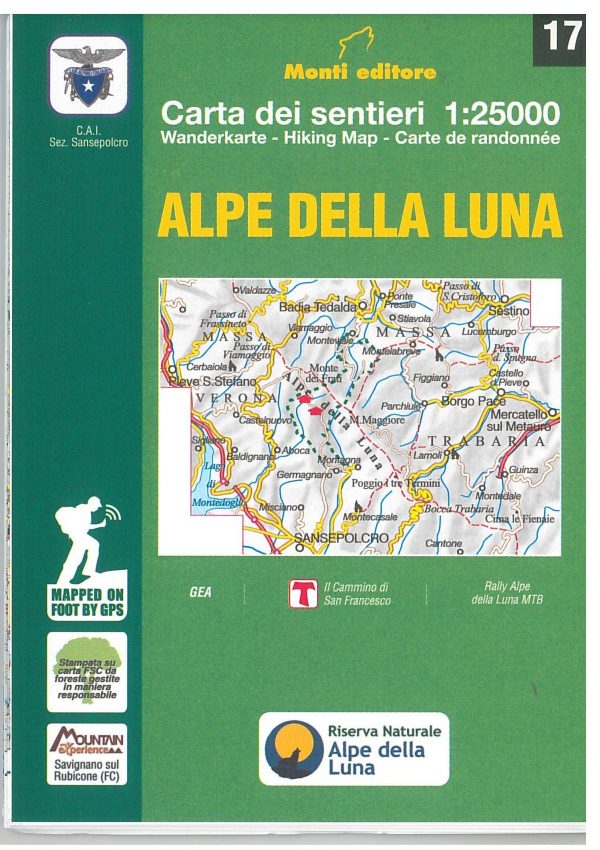 17
Monti editore
C.A.I.
Sez. Sansepolcro
Carta dei sentieri 1:25000
Wanderkarte - Hiking Map - Carte de randonnée
ALPE DELLA LUNA
Valdazze
Passo di
S.Cristoforo
Ponte
Presale
Badia Tedalda
Sestino
Passo di
Frassineto
Stiavola
Viamaggio
MASSA
MASSA
Lucemburgo
Monteviale
Passo di
Viamaggio
Montelabreve
Passo
d. Spugna
Cerbaiola
Monte
dei Frati
Castello
d.Pieve
Pieve S.Stefano
Figgiano
VERONA
Alpe della Luna
Parchiule
Borgo Pace
Mercatello
sul Metauro
Castelnuovo
M.Maggiore
Sigliano
TRABARIA
Baldignano
Aboca
Lamoli
Lago
di
Montedoglio
Montagna
Germagnano
Guinza
Poggio i tre Termini
Montedale
Misciano
Montecasale
Bocca Trabaria
Cima le Fienaie
SANSEPOLCRO
Cantone
MAPPED ON
FOOT BY GPS
GEA
Il Cammino di
San Francesco
Rally Alpe
della Luna MTB
Stampata su
carta FSC da
foreste gestite
in maniera
responsabile
MOUNTAIN
experience
Savignano sul
Rubicone (FC)
Riserva Naturale
Alpe della
Luna